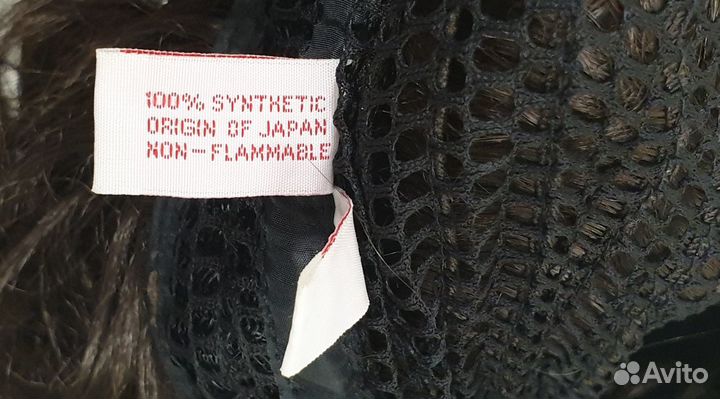 100% SYNTHETIC
ORIGIN OF JAPAN
NON-FLAMMABLE
Avito